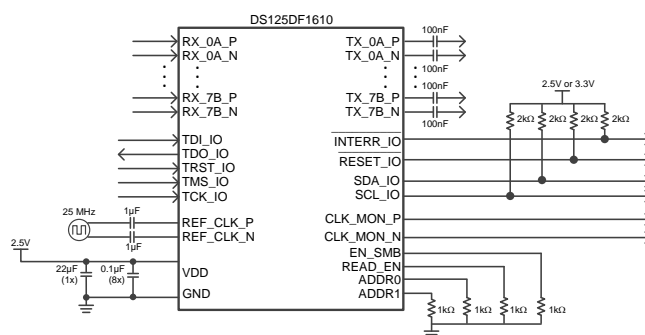 DS125DF1610
RX_0A_P
RX_0A_N
RX_7B_P
RX_7B_N
TDI_IO
TDO_IO
TRST_IO
TMS_IO
TCK_IO
25 MHz
1µF
1µF
REF_CLK_P
REF_CLK_N
2.5V
22µF
(1x)
0.1µF
(8x)
VDD
GND
TX_0A_P
TX_0A_N
100nF
100nF
TX_7B_P
TX_7B_N
100nF
100nF
2.5V or 3.3V
2kΩ
2kΩ
2kΩ
2kΩ
INTERR_IO
RESET_IO
SDA_IO
SCL_IO
CLK_MON_P
CLK_MON_N
EN_SMB
READ_EN
ADDR0
ADDR1
1kΩ
1kΩ
1kΩ
1kΩ